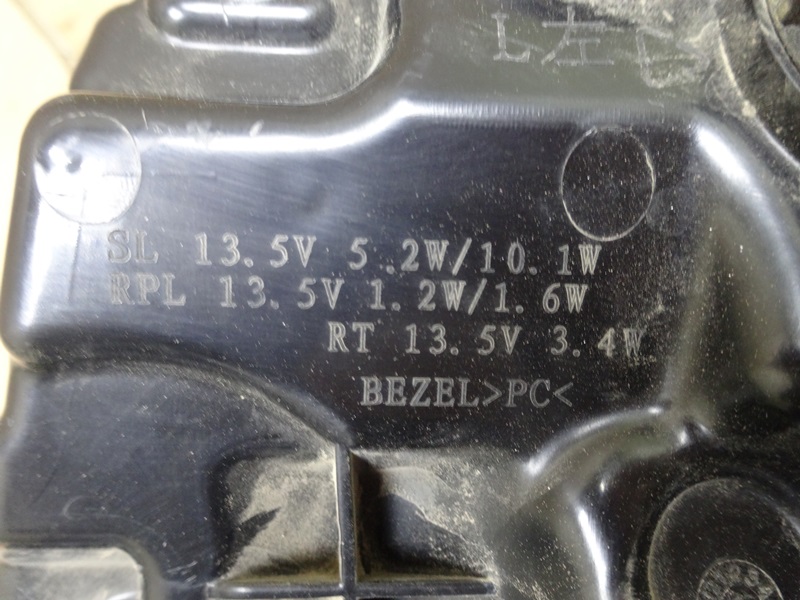 L 左
SL 13.5V 5.2W/10.1W
RPL 13.5V 1.2W/1.6W
RT 13.5V 3.4W
BEZEL>PC<